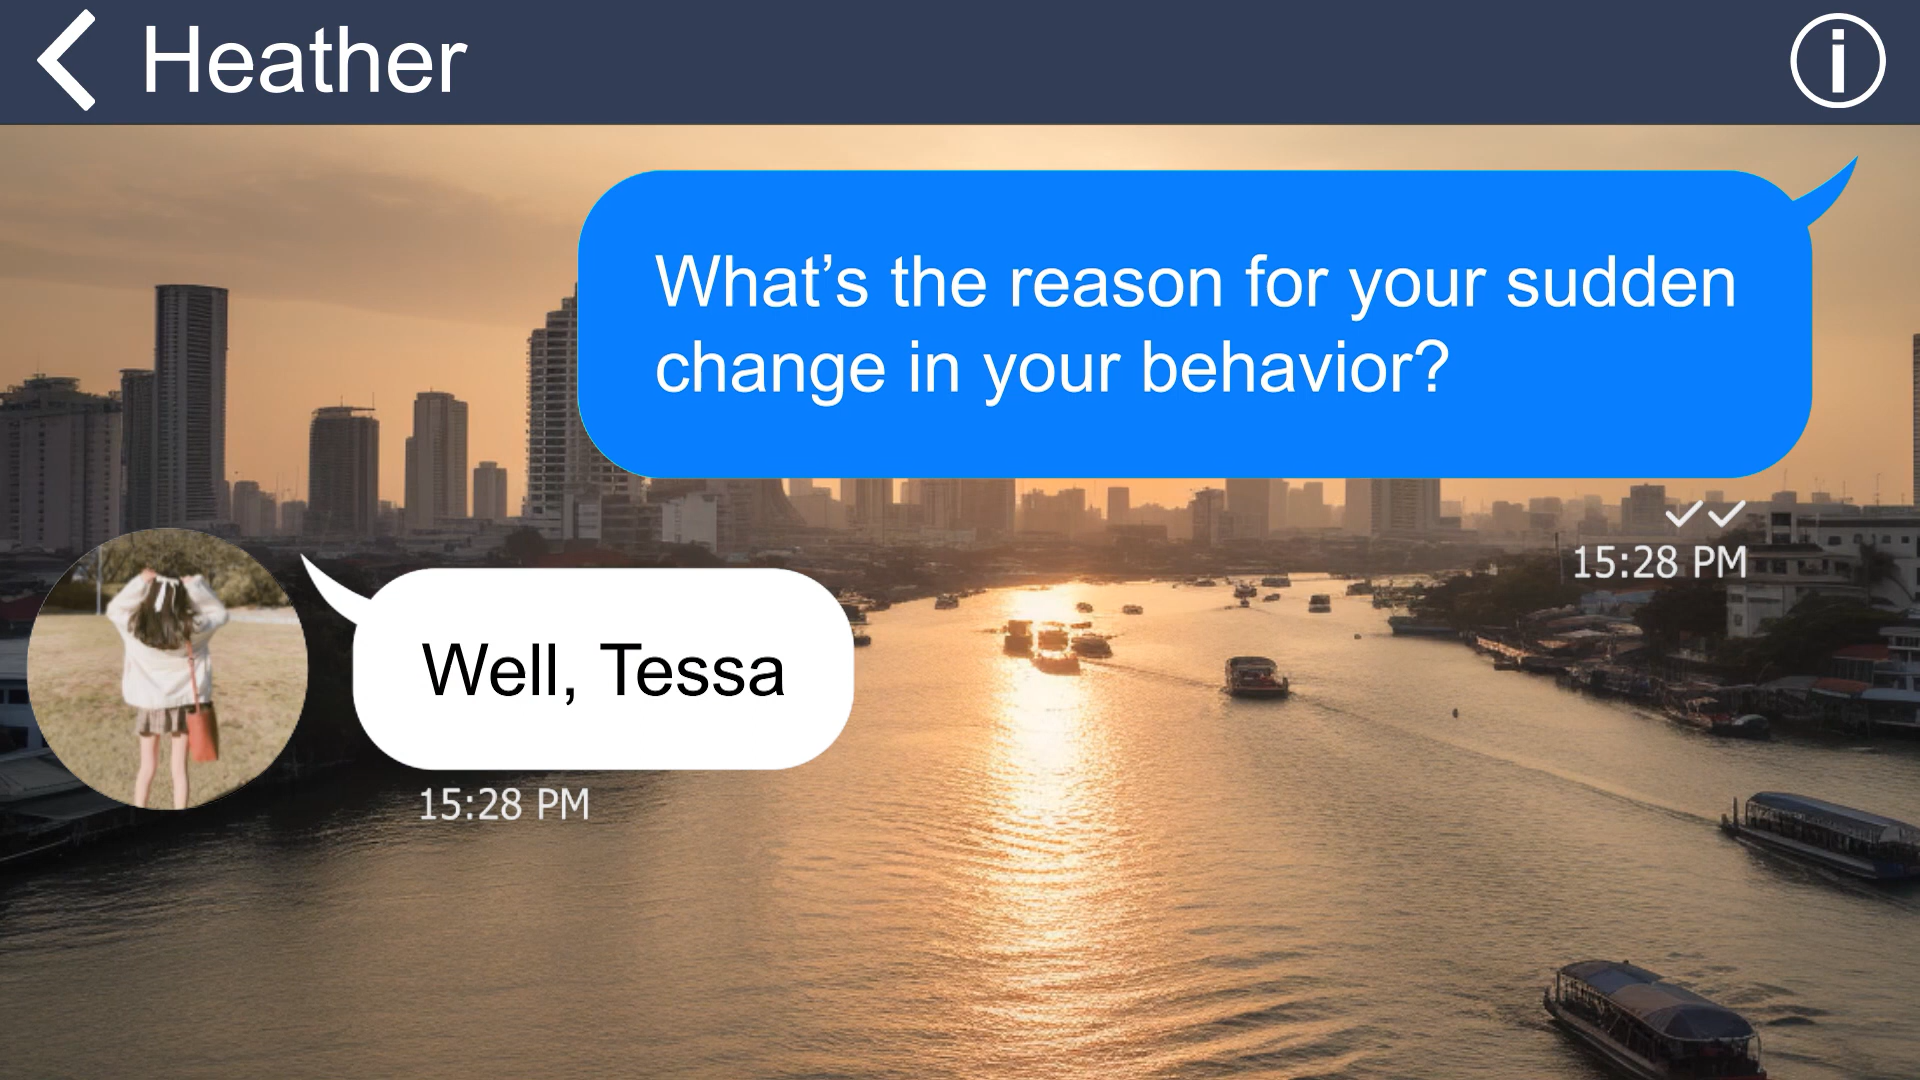 Heather
What’s the reason for your sudden
change in your behavior?
15:28 PM
Well, Tessa
15:28 PM